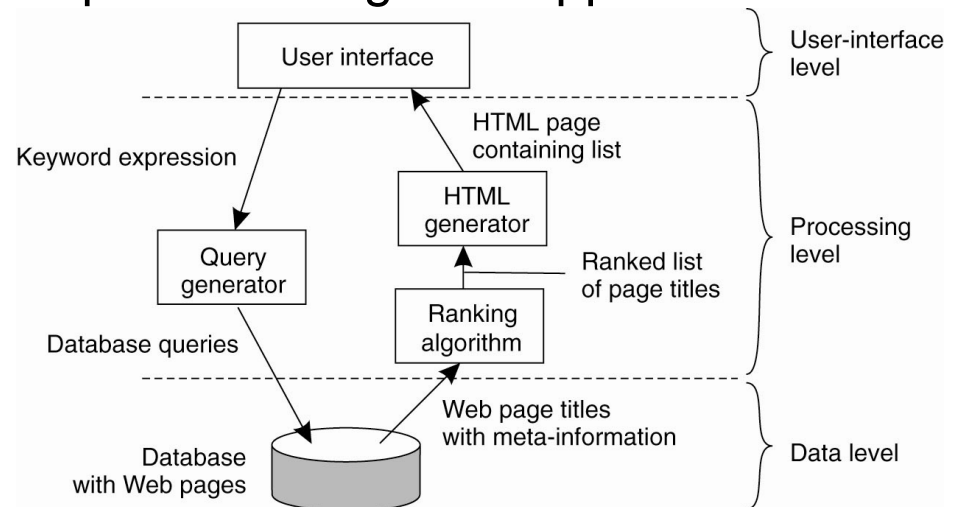 User interface
User-interface
level
Keyword expression
HTML page
containing list
HTML
generator
Query
generator
Ranked list
of page titles
Processing
level
Ranking
algorithm
Database queries
Web page titles
with meta-information
Database
with Web pages
Data level